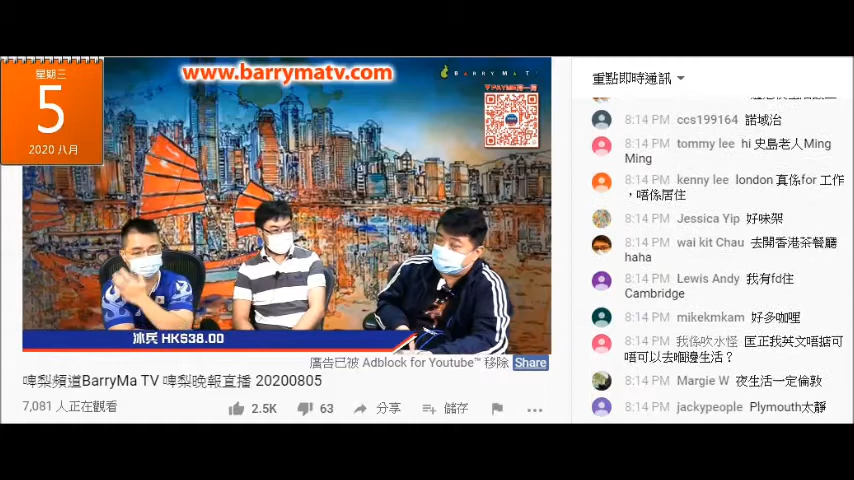 星期三
5
2020 八月
www.barrymatv.com
BARRYMATV
冰兵 HK$38.00
廣告已被 Adblock for Youtube™ 移除 Share
啤梨頻道BarryMa TV 啤梨晚報直播 20200805
7,081 人正在觀看
2.5K
63
分享
儲存
重點即時通訊
8:14 PM ccs199164 諾域治
8:14 PM tommy lee hi 史島老人Ming
Ming
8:14 PM kenny lee london 真係for 工作
，唔係居住
8:14 PM Jessica Yip 好味架
8:14 PM wai kit Chau 去開香港茶餐廳
haha
8:14 PM Lewis Andy 我有fd住
Cambridge
8:14 PM mikekmkam 好多咖哩
8:14 PM 我係吹水怪 匡正我英文唔掂可
唔可以去嗰邊生活？
8:14 PM Margie W 夜生活一定倫敦
8:14 PM jackypeople Plymouth太靜